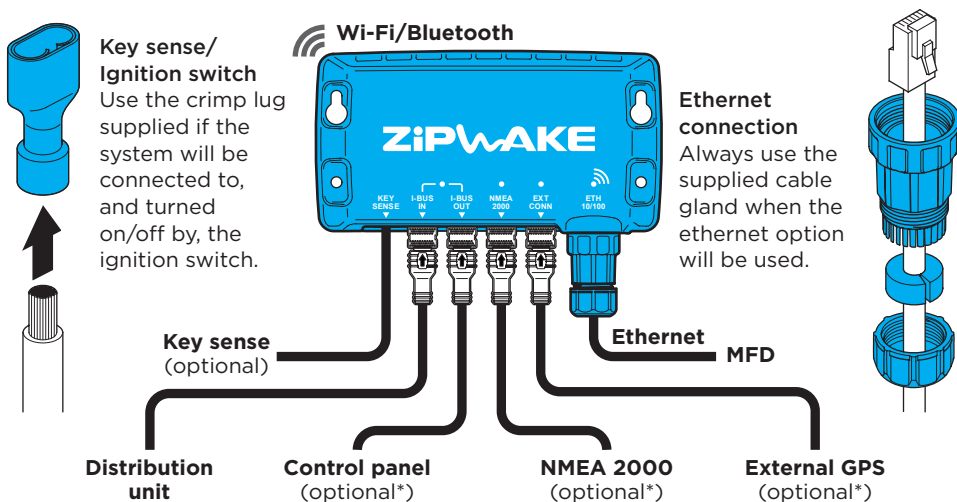 Key sense/
Ignition switch
Use the crimp lug
supplied if the
system will be
connected to,
and turned
on/off by, the
ignition switch.
Wi-Fi/Bluetooth
ZiPWAKE
KEY
SENSE
I-BUS
IN
I-BUS
OUT
NMEA
2000
EXT
CONN
ETH
10/100
Ethernet
connection
Always use the
supplied cable
gland when the
ethernet option
will be used.
Key sense
(optional)
Ethernet
MFD
Distribution
unit
Control panel
(optional*)
NMEA 2000
(optional*)
External GPS
(optional*)